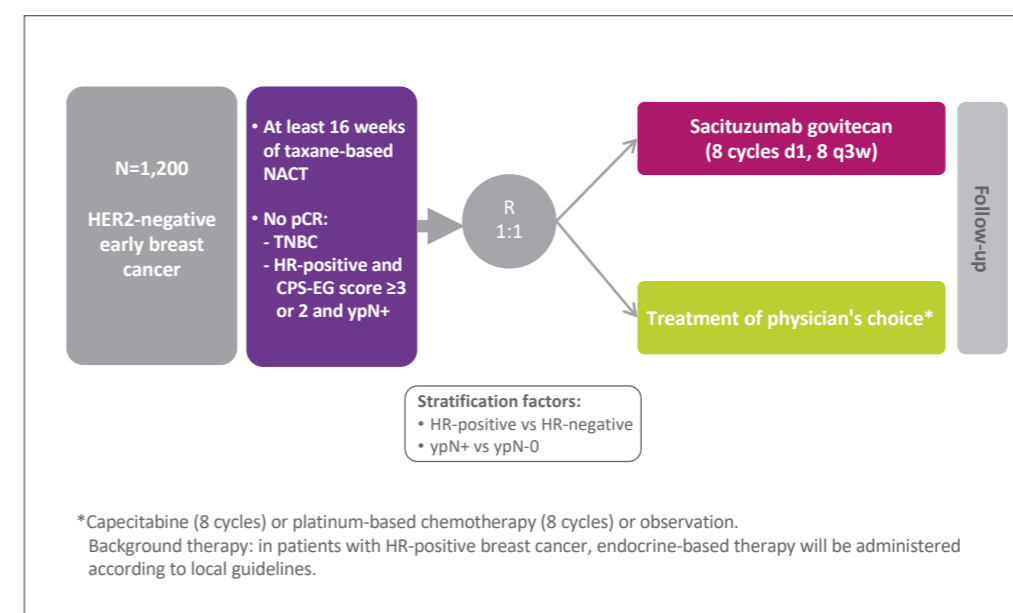 N=1,200
HER2-negative
early breast
cancer
• At least 16 weeks
of taxane-based
NACT
• No pCR:
- TNBC
- HR-positive and
CPS-EG score ≥3
or 2 and ypN+
R
1:1
Sacituzumab govitecan
(8 cycles d1, 8 q3w)
Treatment of physician's choice*
Follow-up
Stratification factors:
• HR-positive vs HR-negative
• ypN+ vs ypN-0
*Capecitabine (8 cycles) or platinum-based chemotherapy (8 cycles) or observation.
Background therapy: in patients with HR-positive breast cancer, endocrine-based therapy will be administered
according to local guidelines.